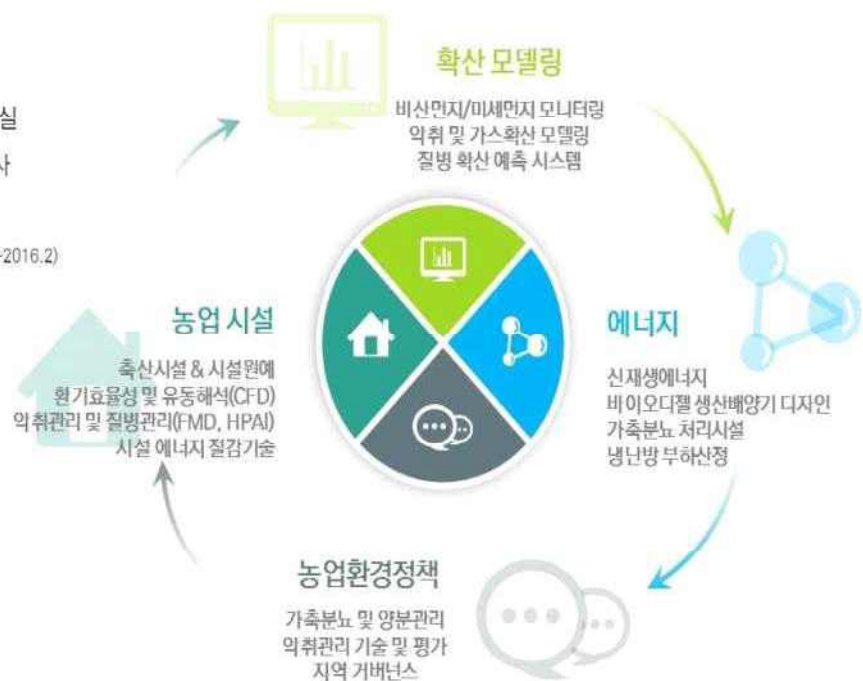 확산 모델링
비산먼지/미세먼지 모니터링
악취 및 가스확산 모델링
질병 확산 예측 시스템
실
사
-2016.2)
농업 시설
축산시설 & 시설원예
환기효율성 및 유동해석(CFD)
악취관리 및 질병관리(FMD, HPAI)
시설 에너지 절감기술
에너지
신재생에너지
비이오디젤 생산배양기 디자인
가축분뇨 처리시설
냉난방 부하산정
농업환경정책
가축분뇨 및 양분관리
악취관리 기술 및 평가
지역 거버넌스